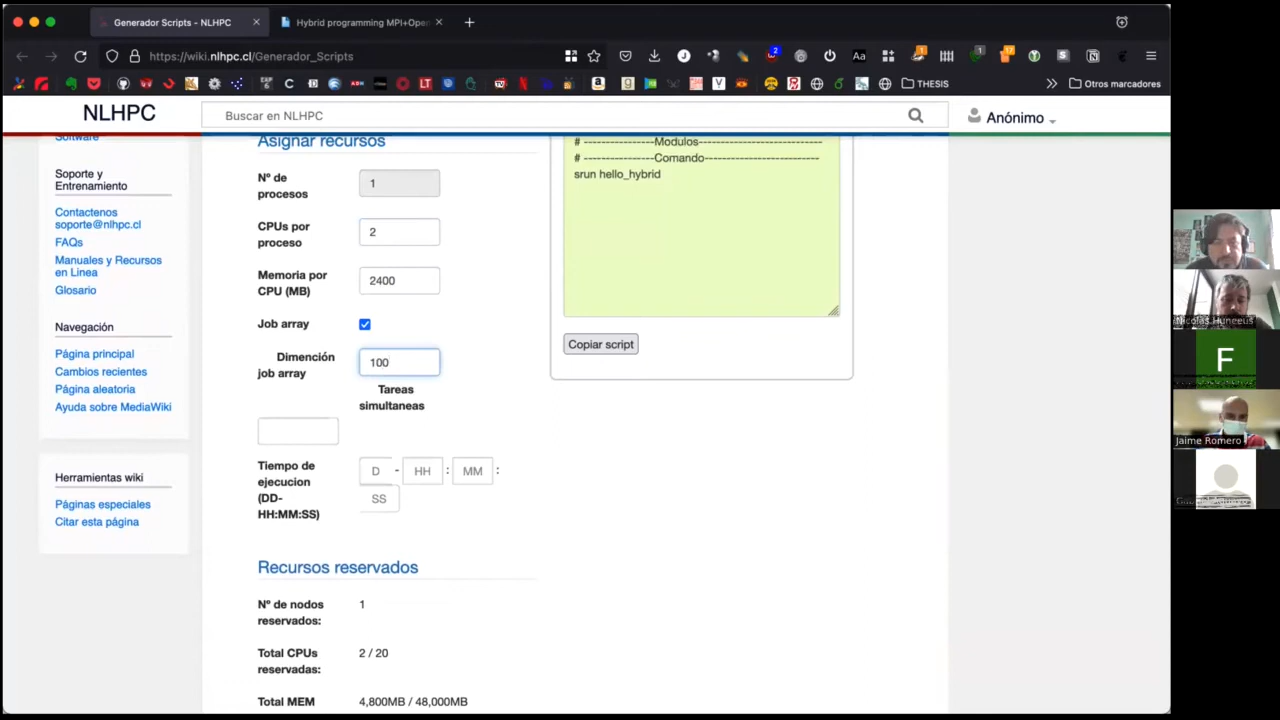 Generador Scripts - NLHPC
Hybrid programming MPI+Open
https://wiki.nlhpc.cl/Generador_Scripts
THESIS
Otros marcadores
NLHPC
Buscar en NLHPC
Anónimo
Software
Soporte y
Entrenamiento
Contactenos
soporte@nlhpc.cl
FAQs
Manuales y Recursos
en Linea
Glosario
Navegación
Página principal
Cambios recientes
Página aleatoria
Ayuda sobre MediaWiki
Herramientas wiki
Páginas especiales
Citar esta página
Asignar recursos
Nº de
procesos
1
CPUs por
proceso
2
Memoria por
CPU (MB)
2400
Job array
Dimención
job array
100
Tareas
simultaneas
Tiempo de
ejecucion
(DD-
HH:MM:SS)
D - HH : MM :
SS
Recursos reservados
Nº de nodos
reservados:
1
Total CPUs
reservadas:
2 / 20
Total MEM
4,800MB / 48,000MB
# ----------------Modulos----------------------------
# ----------------Comando--------------------------
srun hello_hybrid
Copiar script
Nicolas Huneeus
F
Jaime Romero